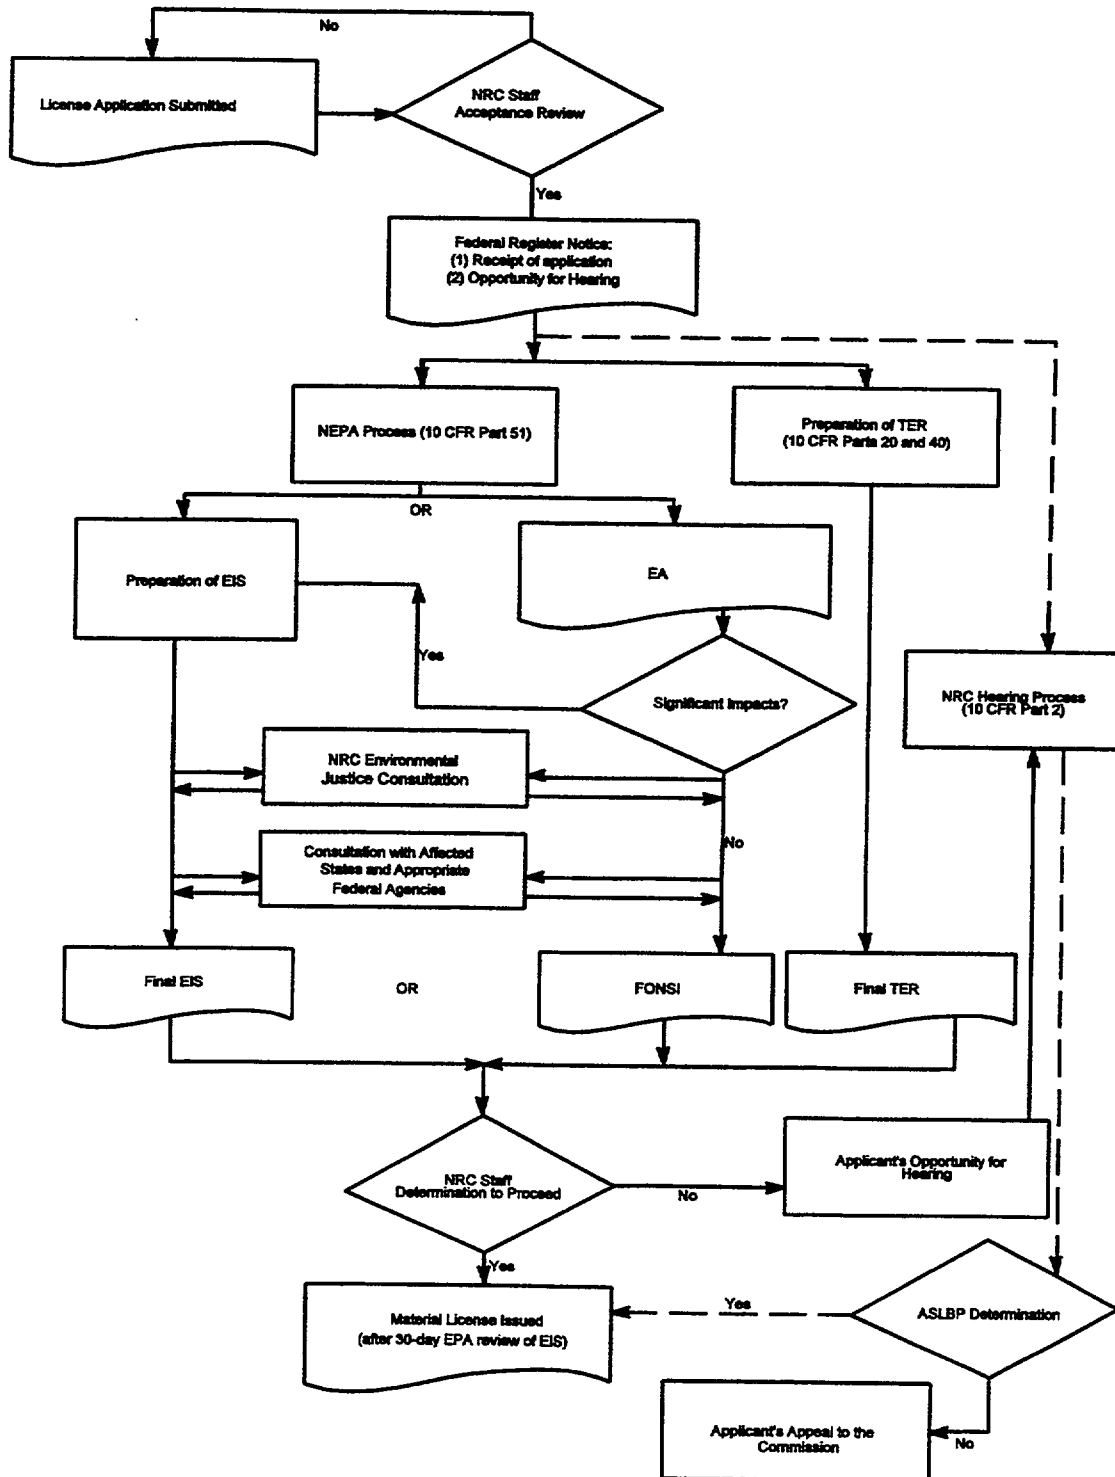 No
License Application Submitted
NRC Staff
Acceptance Review
Yes
Federal Register Notice:
(1) Receipt of application
(2) Opportunity for Hearing
NEPA Process (10 CFR Part 51)
Preparation of TER
(10 CFR Parts 20 and 40)
OR
Preparation of EIS
EA
Yes
Significant Impacts?
NRC Hearing Process
(10 CFR Part 2)
NRC Environmental
Justice Consultation
No
Consultation with Affected
States and Appropriate
Federal Agencies
Final EIS
OR
FONSI
Final TER
NRC Staff
Determination to Proceed
No
Applicant's Opportunity for
Hearing
Yes
Material License Issued
(after 30-day EPA review of EIS)
Yes
ASLBP Determination
Applicant's Appeal to the
Commission
No